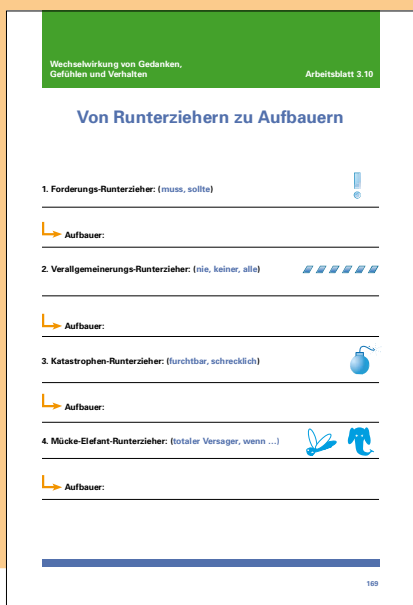 Wechselwirkung von Gedanken,
Gefühlen und Verhalten
Arbeitsblatt 3.10
Von Runterziehern zu Aufbauern
1. Forderungs-Runterzieher: (muss, sollte)
Aufbauer:
2. Verallgemeinerungs-Runterzieher: (nie, keiner, alle)
Aufbauer:
3. Katastrophen-Runterzieher: (furchtbar, schrecklich)
Aufbauer:
4. Mücke-Elefant-Runterzieher: (totaler Versager, wenn ...)
Aufbauer:
169